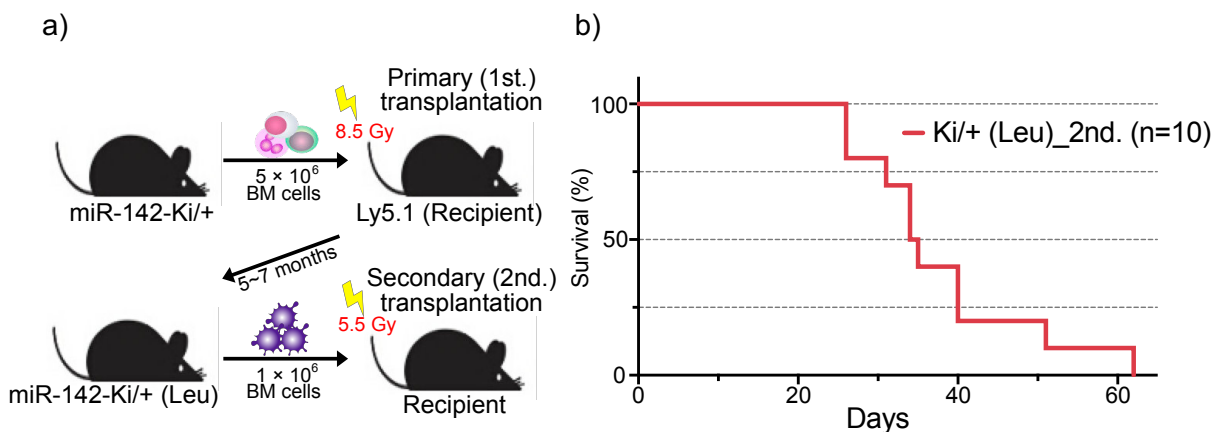 a)
Primary (1st.)
transplantation
8.5 Gy
5 × 10⁶
BM cells
miR-142-Ki/+
Ly5.1 (Recipient)
5~7 months
Secondary (2nd.)
transplantation
5.5 Gy
1 × 10⁶
BM cells
miR-142-Ki/+ (Leu)
Recipient
b)
Survival (%)
100
50
0
Ki/+ (Leu)_2nd. (n=10)
0 20 40 60
Days